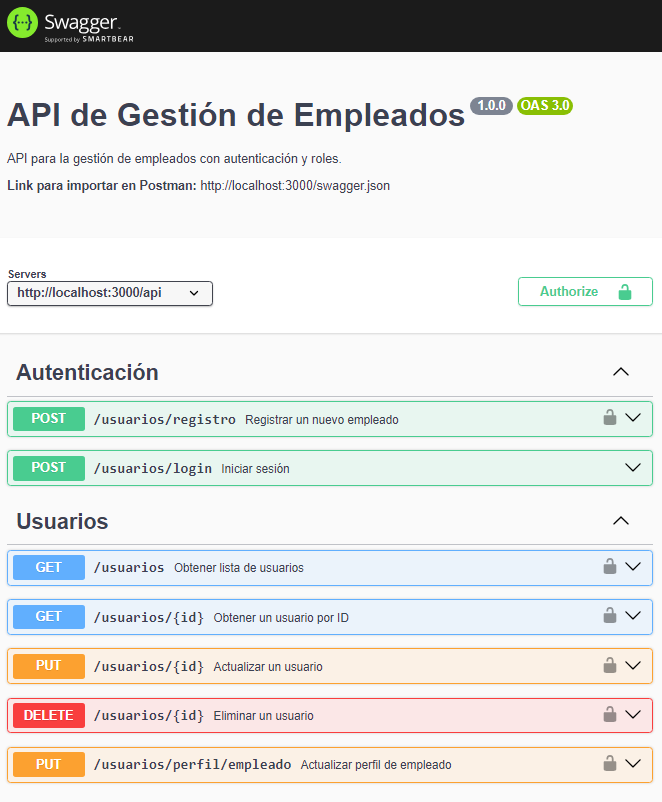 Swagger
Supported by SMARTBEAR
API de Gestión de Empleados 1.0.0 OAS 3.0
API para la gestión de empleados con autenticación y roles.
Link para importar en Postman: http://localhost:3000/swagger.json
Servers
http://localhost:3000/api
Authorize
Autenticación
POST /usuarios/registro Registrar un nuevo empleado
POST /usuarios/login Iniciar sesión
Usuarios
GET /usuarios Obtener lista de usuarios
GET /usuarios/{id} Obtener un usuario por ID
PUT /usuarios/{id} Actualizar un usuario
DELETE /usuarios/{id} Eliminar un usuario
PUT /usuarios/perfil/empleado Actualizar perfil de empleado